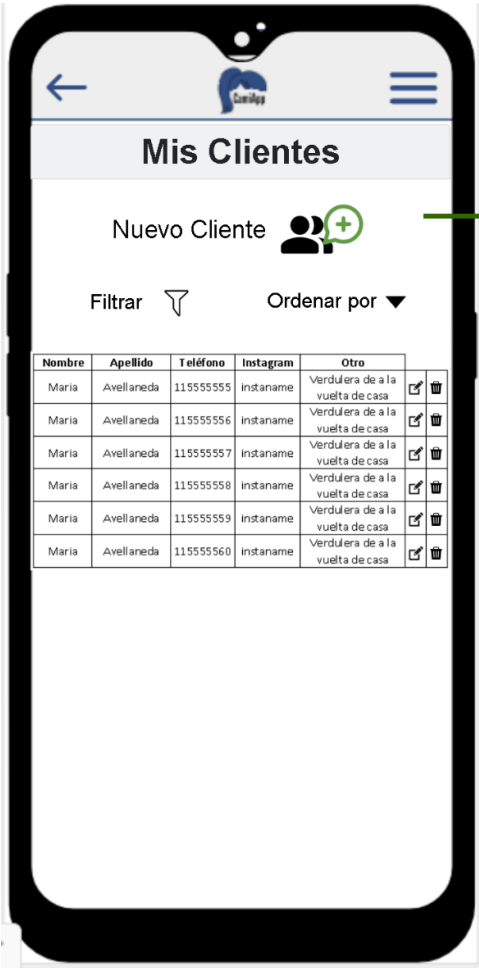 CamiApp
Mis Clientes
Nuevo Cliente
Filtrar Ordenar por
Nombre Apellido Teléfono Instagram Otro
Maria Avellaneda 115555555 instaname Verdulera de a la
vuelta de casa
Maria Avellaneda 115555556 instaname Verdulera de a la
vuelta de casa
Maria Avellaneda 115555557 instaname Verdulera de a la
vuelta de casa
Maria Avellaneda 115555558 instaname Verdulera de a la
vuelta de casa
Maria Avellaneda 115555559 instaname Verdulera de a la
vuelta de casa
Maria Avellaneda 115555560 instaname Verdulera de a la
vuelta de casa